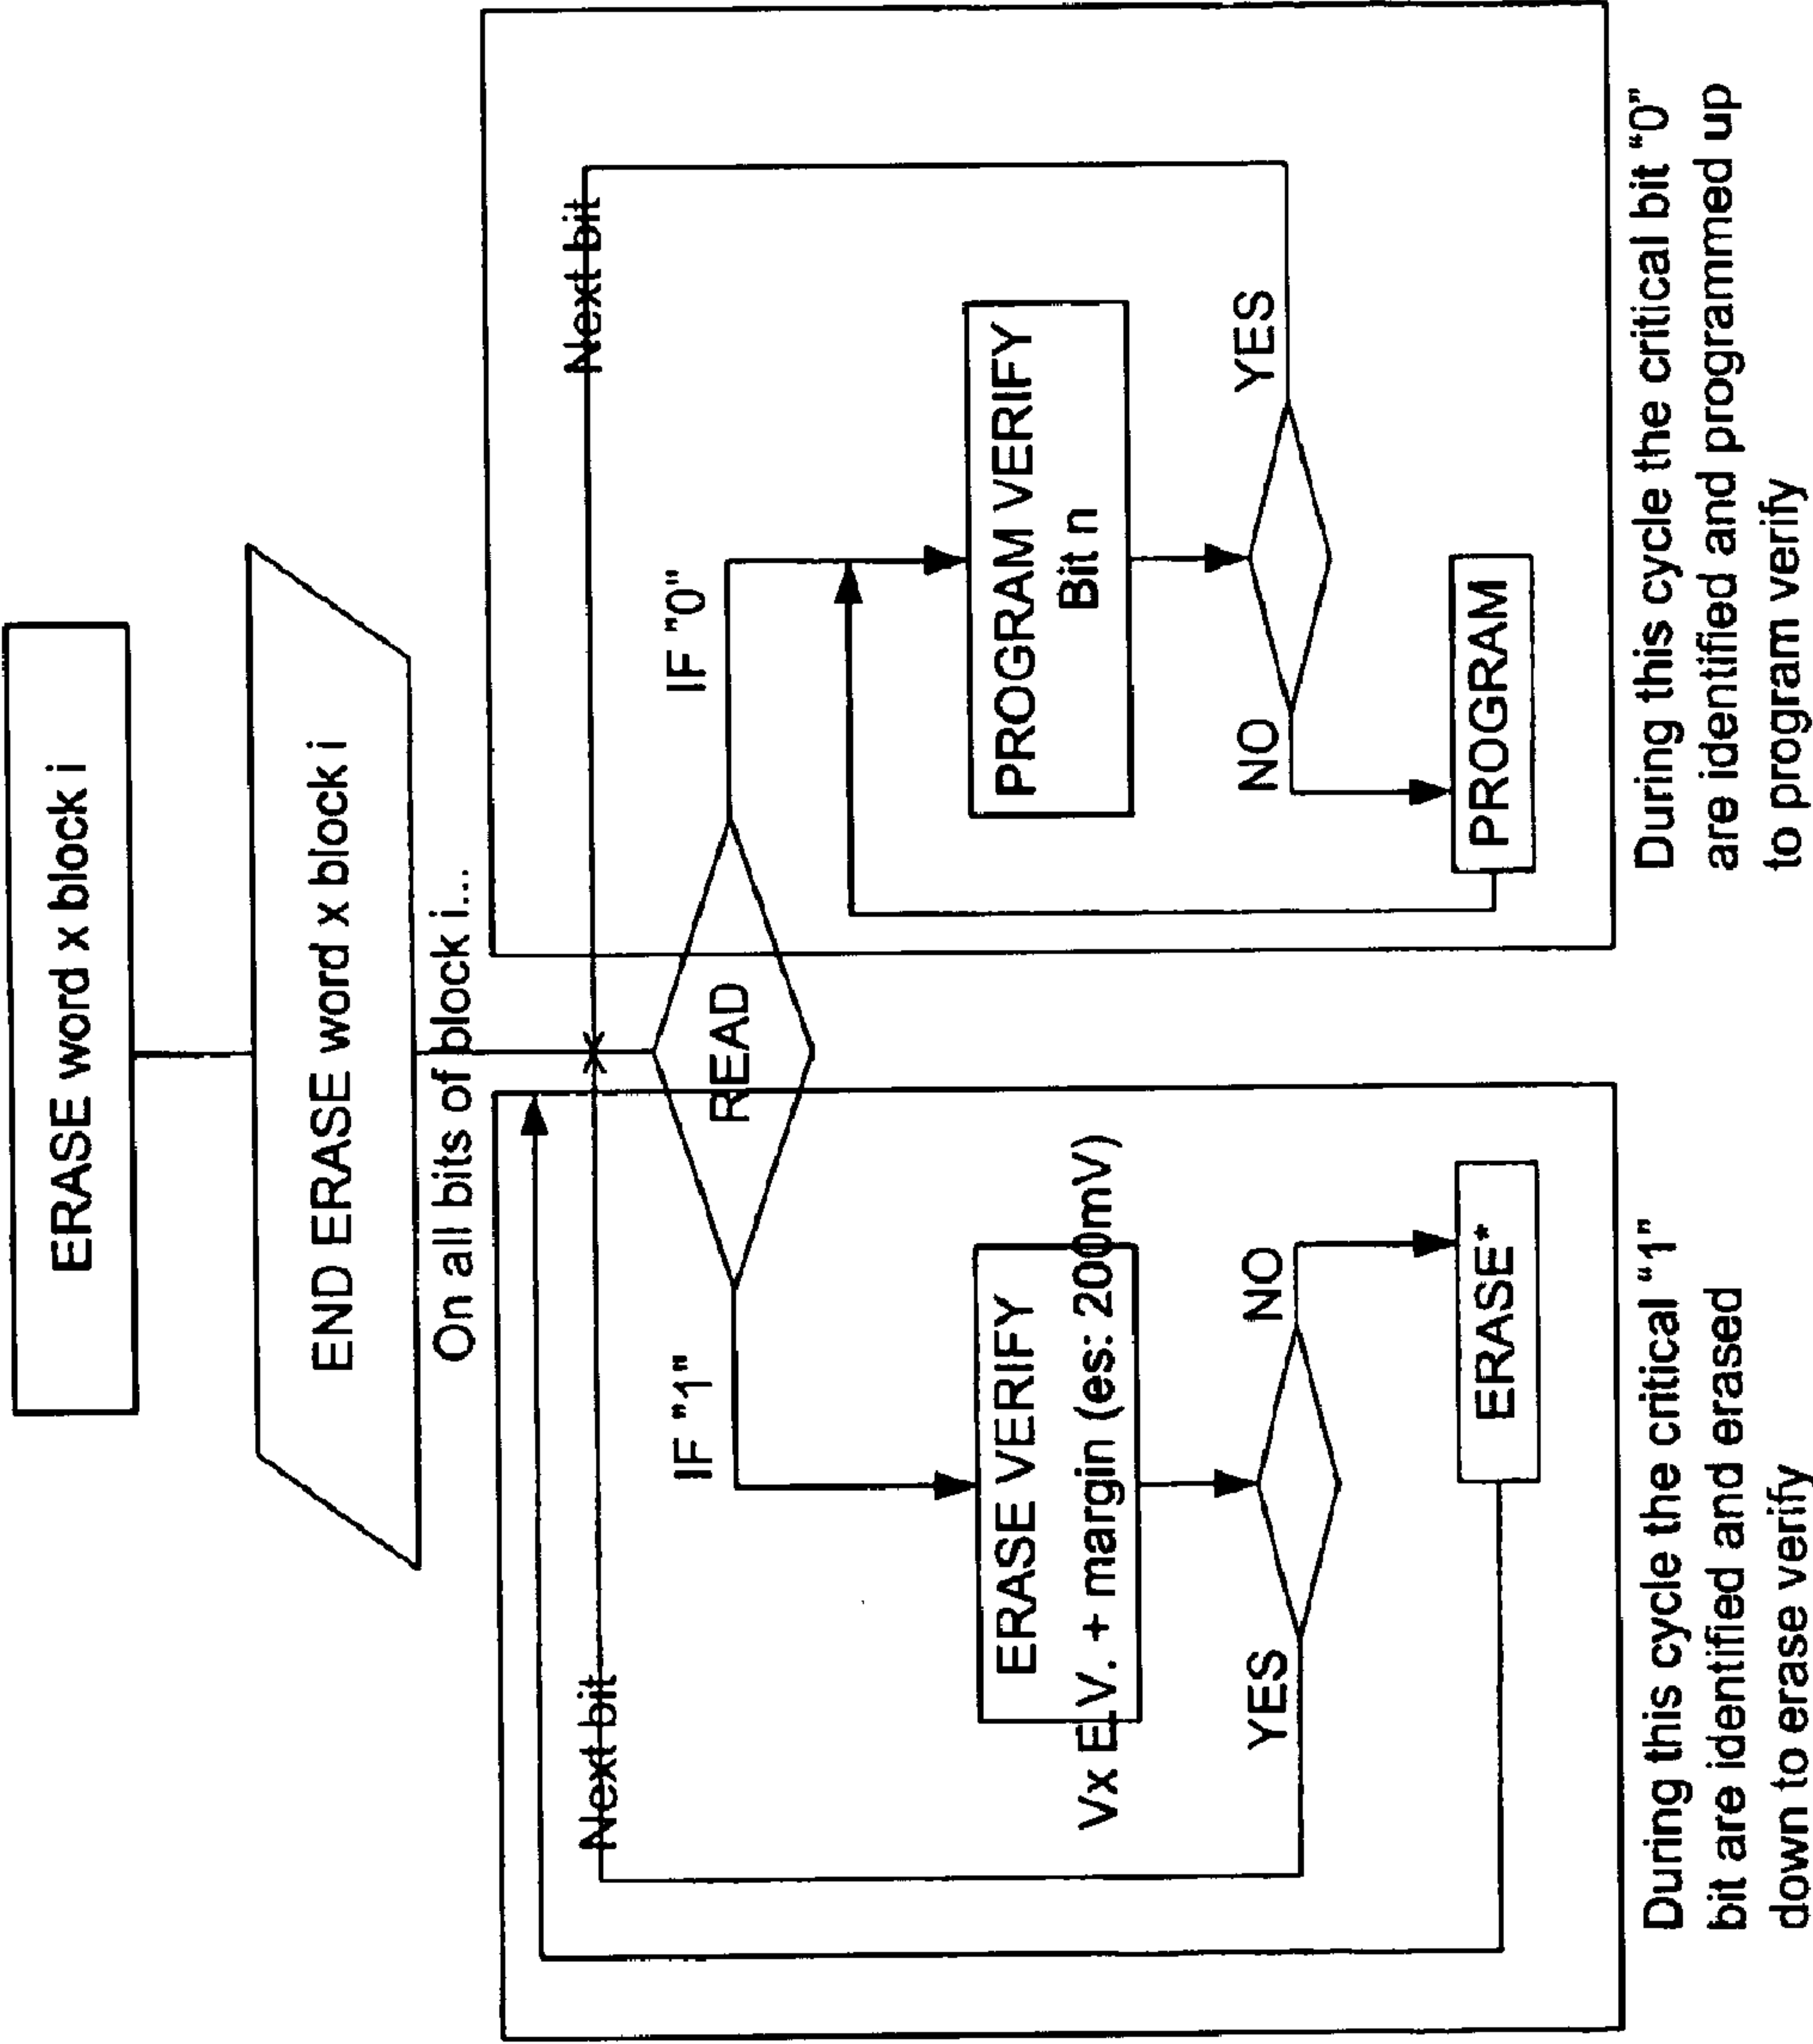 ERASE word x block i
END ERASE word x block i
On all bits of block i...
Next bit
Next bit
READ
IF "1"
IF "0"
ERASE VERIFY
Vx E.V. + margin (es: 200mV)
PROGRAM VERIFY
Bit n
YES
NO
NO
YES
ERASE*
PROGRAM
During this cycle the critical “1”
bit are identified and erased
down to erase verify
During this cycle the critical bit “0”
are identified and programmed up
to program verify